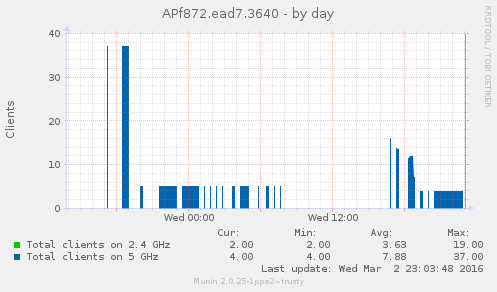 APf872.ead7.3640 - by day
RRDTOOL / TOBI OETIKER
Clients
40
30
20
10
0
Wed 00:00 Wed 12:00
Cur: Min: Avg: Max:
Total clients on 2.4 GHz 2.00 2.00 3.63 19.00
Total clients on 5 GHz 4.00 4.00 7.88 37.00
Last update: Wed Mar 2 23:03:48 2016
Munin 2.0.25-1ppa2~trusty